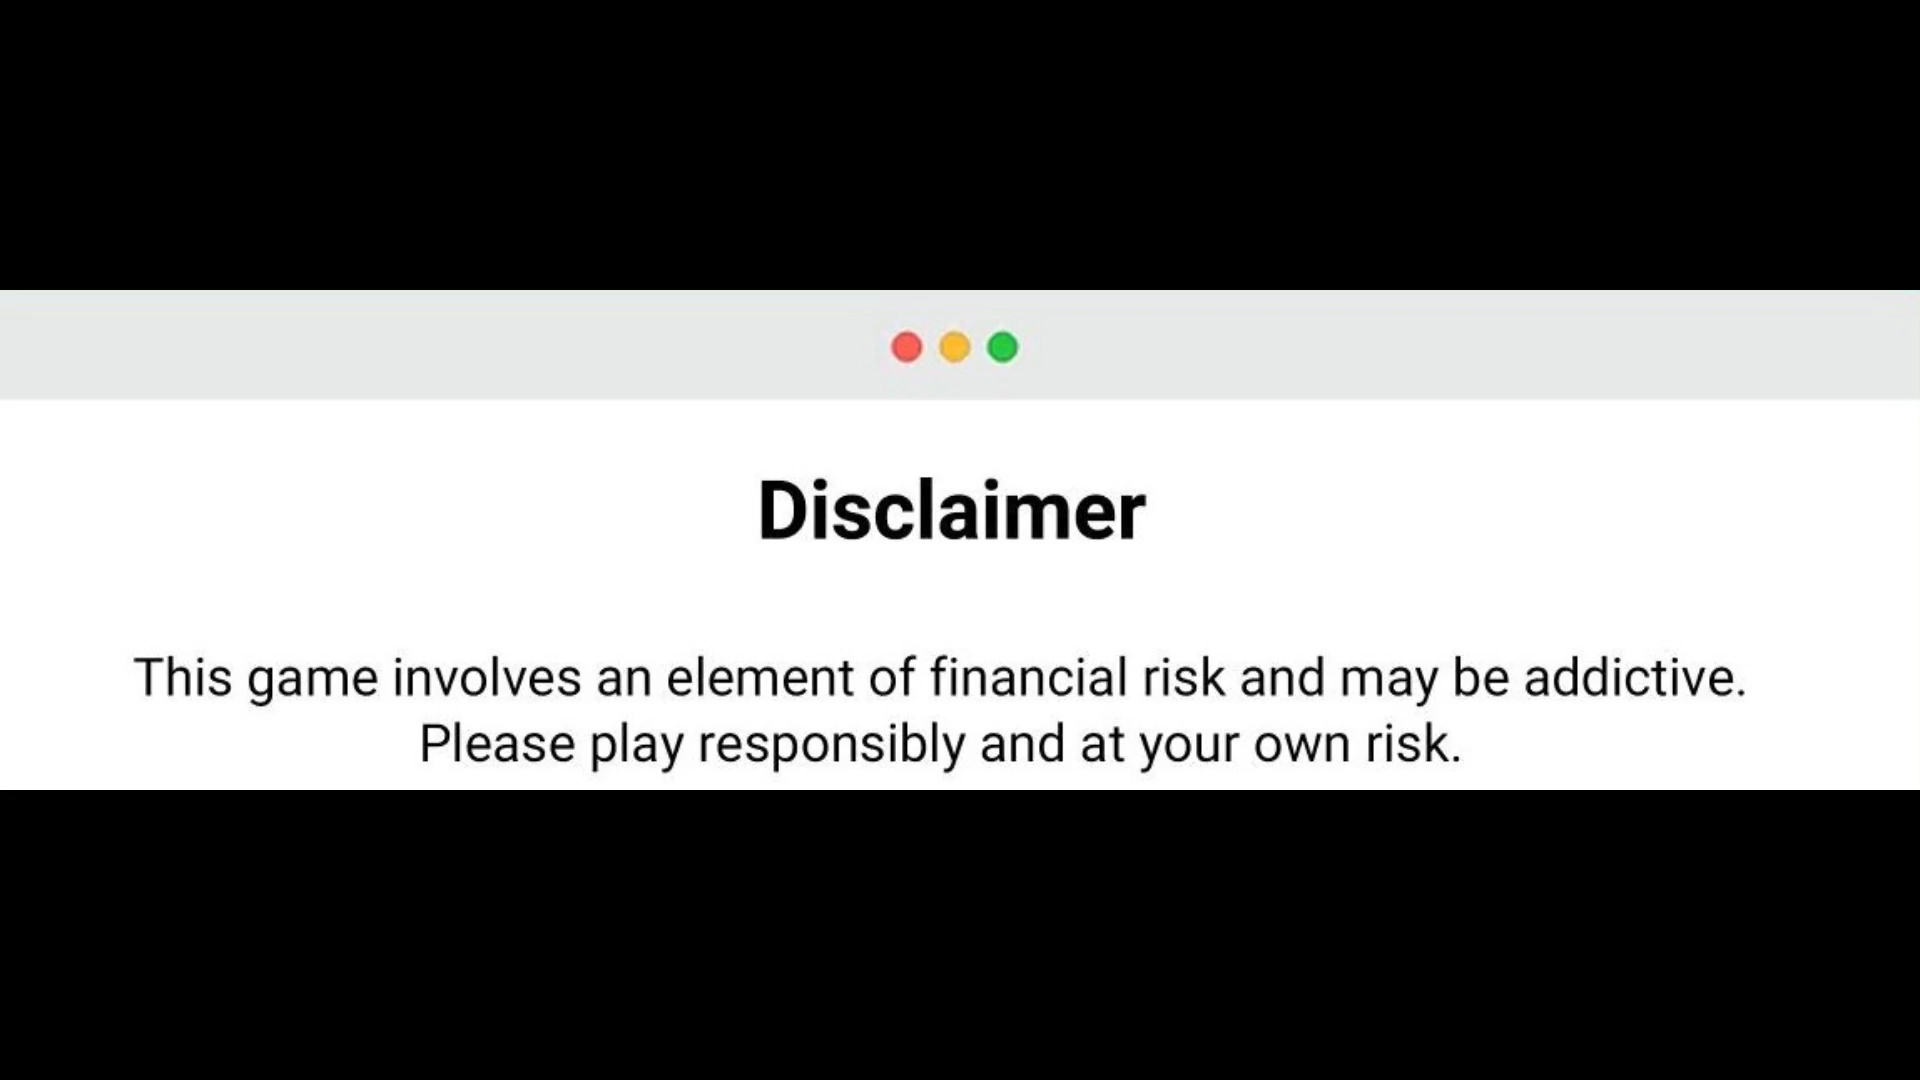 Disclaimer
This game involves an element of financial risk and may be addictive.
Please play responsibly and at your own risk.